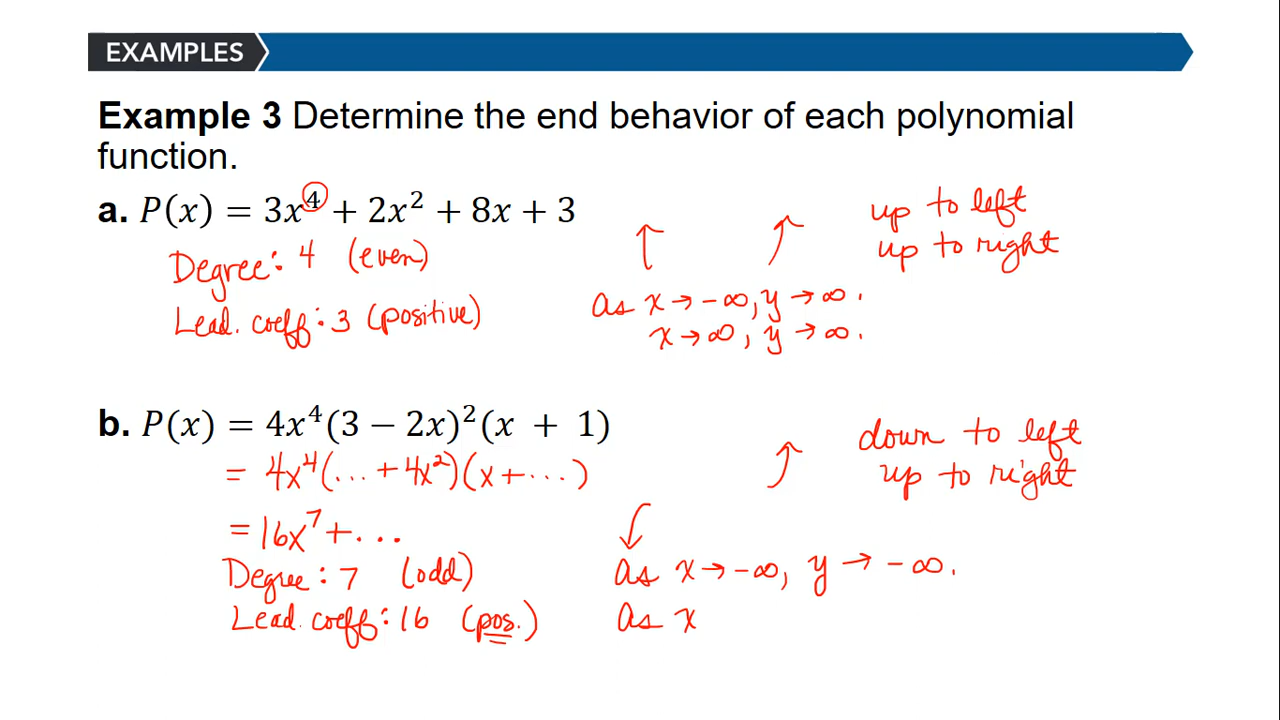 EXAMPLES
Example 3 Determine the end behavior of each polynomial
function.
a. P(x) = 3x⁴ + 2x² + 8x + 3
up to left
up to right
Degree: 4 (even)
Lead. coeff: 3 (positive)
As x → -∞, y → ∞.
x → ∞, y → ∞.
b. P(x) = 4x⁴(3 − 2x)²(x + 1)
down to left
up to right
= 4x⁴(... + 4x²)(x + ...)
= 16x⁷ + ...
Degree: 7 (odd)
As x → -∞, y → -∞.
Lead. coeff: 16 (pos.)
As x